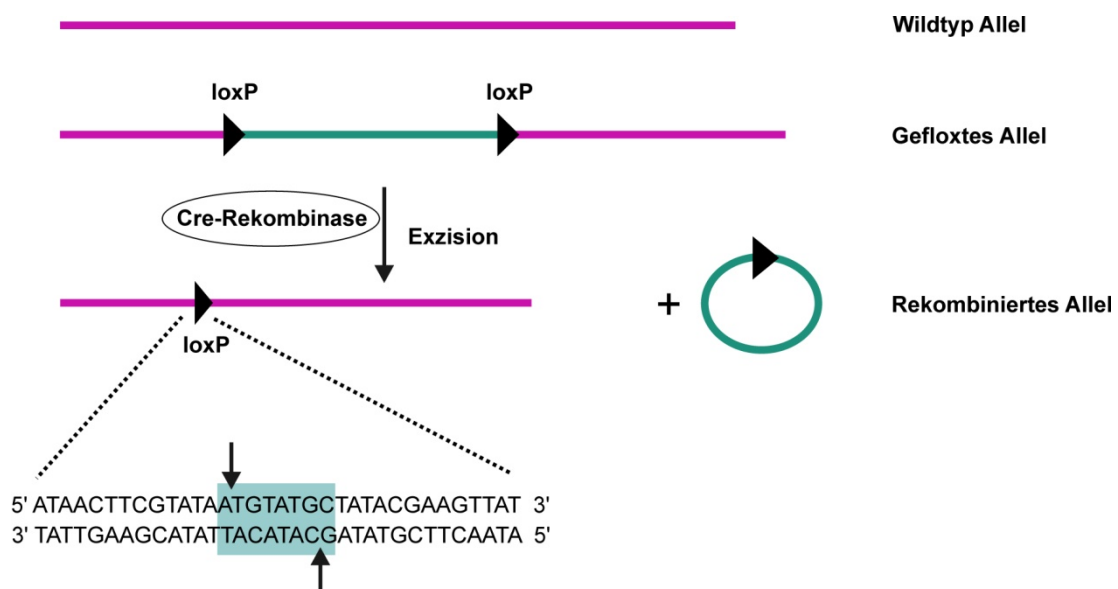 Wildtyp Allel
loxP loxP
Gefloxtes Allel
Cre-Rekombinase
Exzision
+
Rekombiniertes Allel
loxP
5' ATAACTTCGTATAATGTATGCTATACGAAGTTAT 3'
3' TATTGAAGCATATTACATACGATATGCTTCAATA 5'